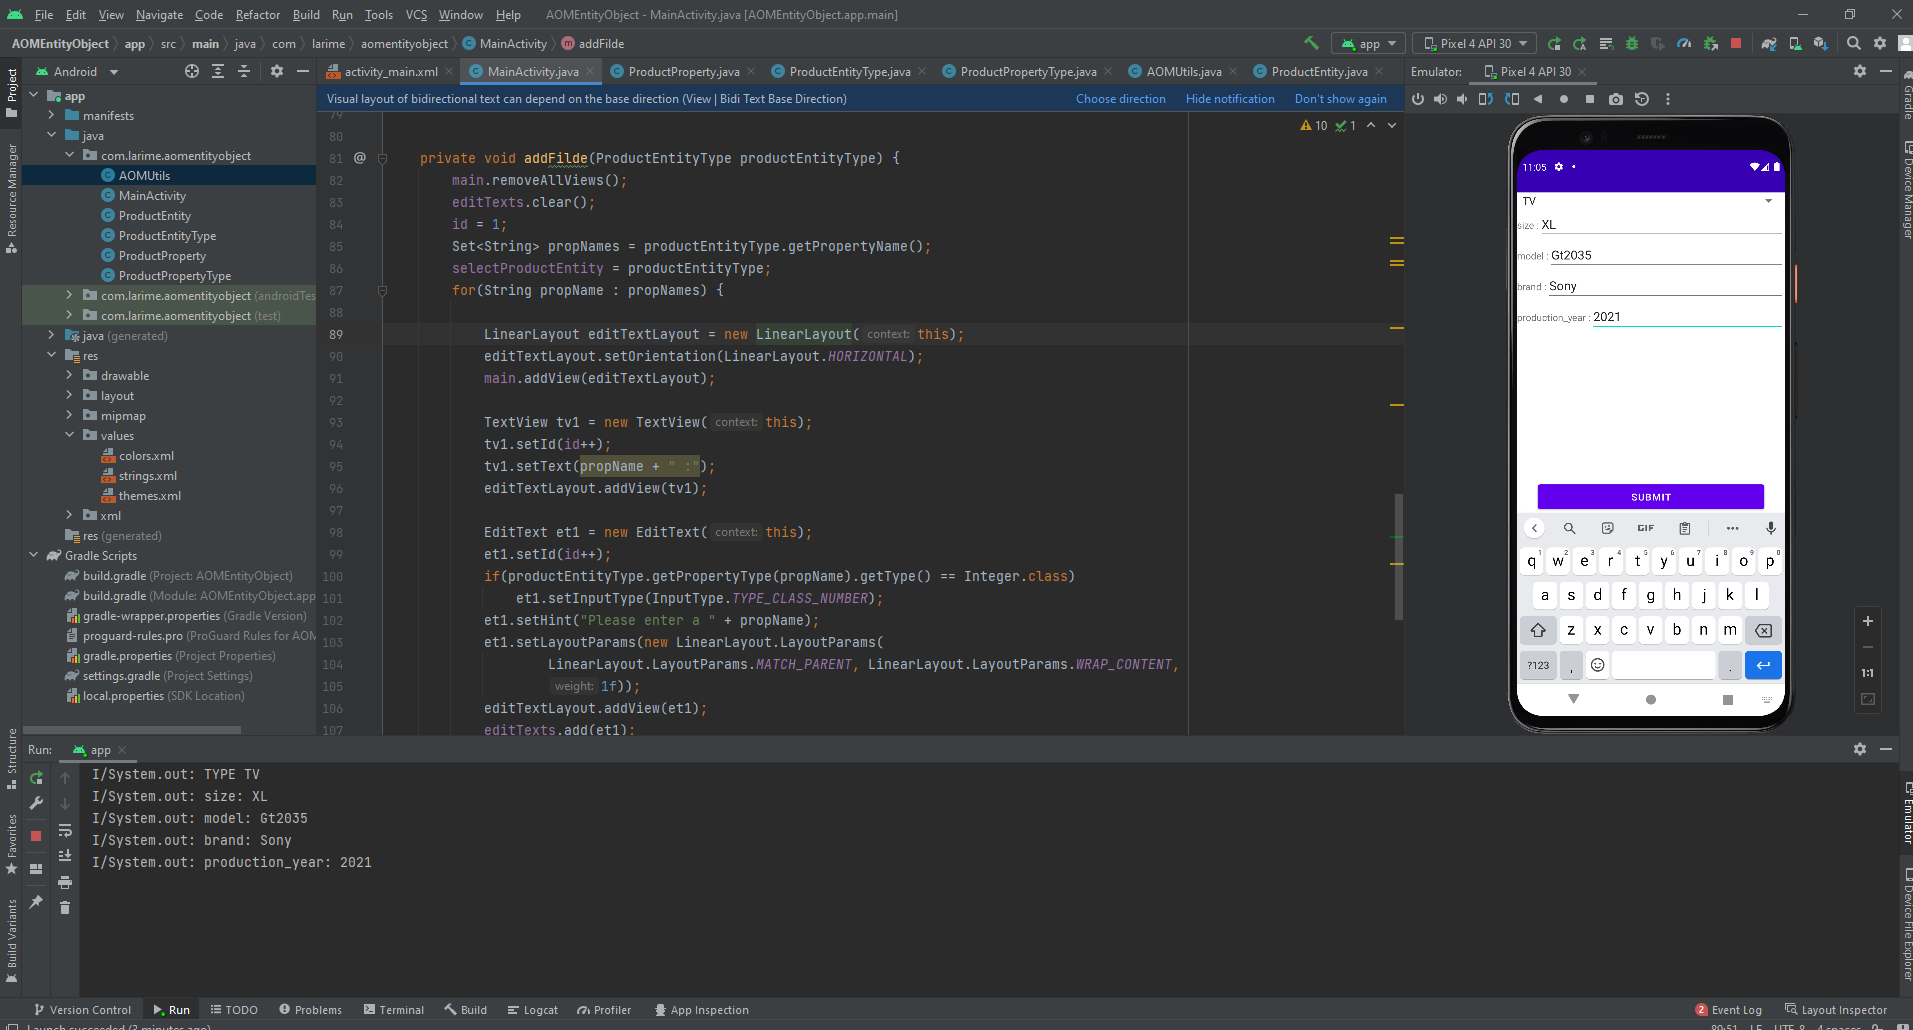 File Edit View Navigate Code Refactor Build Run Tools VCS Window Help AOMEntityObject - MainActivity.java [AOMEntityObject.app.main]
AOMEntityObject app src main java com larime aomentityobject MainActivity addFilde app Pixel 4 API 30
Project
Resource Manager
Structure
Favorites
Build Variants
Android
app
manifests
java
com.larime.aomentityobject
AOMUtils
MainActivity
ProductEntity
ProductEntityType
ProductProperty
ProductPropertyType
com.larime.aomentityobject (androidTes
com.larime.aomentityobject (test)
java (generated)
res
drawable
layout
mipmap
values
colors.xml
strings.xml
themes.xml
xml
res (generated)
Gradle Scripts
build.gradle (Project: AOMEntityObject)
build.gradle (Module: AOMEntityObject.app
gradle-wrapper.properties (Gradle Version)
proguard-rules.pro (ProGuard Rules for AOM
gradle.properties (Project Properties)
settings.gradle (Project Settings)
local.properties (SDK Location)
activity_main.xml MainActivity.java ProductProperty.java ProductEntityType.java ProductPropertyType.java AOMUtils.java ProductEntity.java
Visual layout of bidirectional text can depend on the base direction (View | Bidi Text Base Direction) Choose direction Hide notification Don't show again
10 1
79
80
81 @ private void addFilde(ProductEntityType productEntityType) {
82 main.removeAllViews();
83 editTexts.clear();
84 id = 1;
85 Set<String> propNames = productEntityType.getPropertyName();
86 selectProductEntity = productEntityType;
87 for(String propName : propNames) {
88
89 LinearLayout editTextLayout = new LinearLayout( context: this);
90 editTextLayout.setOrientation(LinearLayout.HORIZONTAL);
91 main.addView(editTextLayout);
92
93 TextView tv1 = new TextView( context: this);
94 tv1.setId(id++);
95 tv1.setText(propName + " :");
96 editTextLayout.addView(tv1);
97
98 EditText et1 = new EditText( context: this);
99 et1.setId(id++);
100 if(productEntityType.getPropertyType(propName).getType() == Integer.class)
101 et1.setInputType(InputType.TYPE_CLASS_NUMBER);
102 et1.setHint("Please enter a " + propName);
103 et1.setLayoutParams(new LinearLayout.LayoutParams(
104 LinearLayout.LayoutParams.MATCH_PARENT, LinearLayout.LayoutParams.WRAP_CONTENT,
105 weight: 1f));
106 editTextLayout.addView(et1);
107 editTexts.add(et1);
Emulator: Pixel 4 API 30
11:05
TV
size : XL
model : Gt2035
brand : Sony
production_year : 2021
SUBMIT
GIF
q1 w2 e3 r4 t5 y6 u7 i8 o9 p0
a s d f g h j k l
z x c v b n m
?123 , .
1:1
Gradle
Device Manager
Emulator
Device File Explorer
Run: app
I/System.out: TYPE TV
I/System.out: size: XL
I/System.out: model: Gt2035
I/System.out: brand: Sony
I/System.out: production_year: 2021
Version Control Run TODO Problems Terminal Build Logcat Profiler App Inspection 2 Event Log Layout Inspector
Launch succeeded (3 minutes ago) 89:51 LF UTF-8 4 spaces